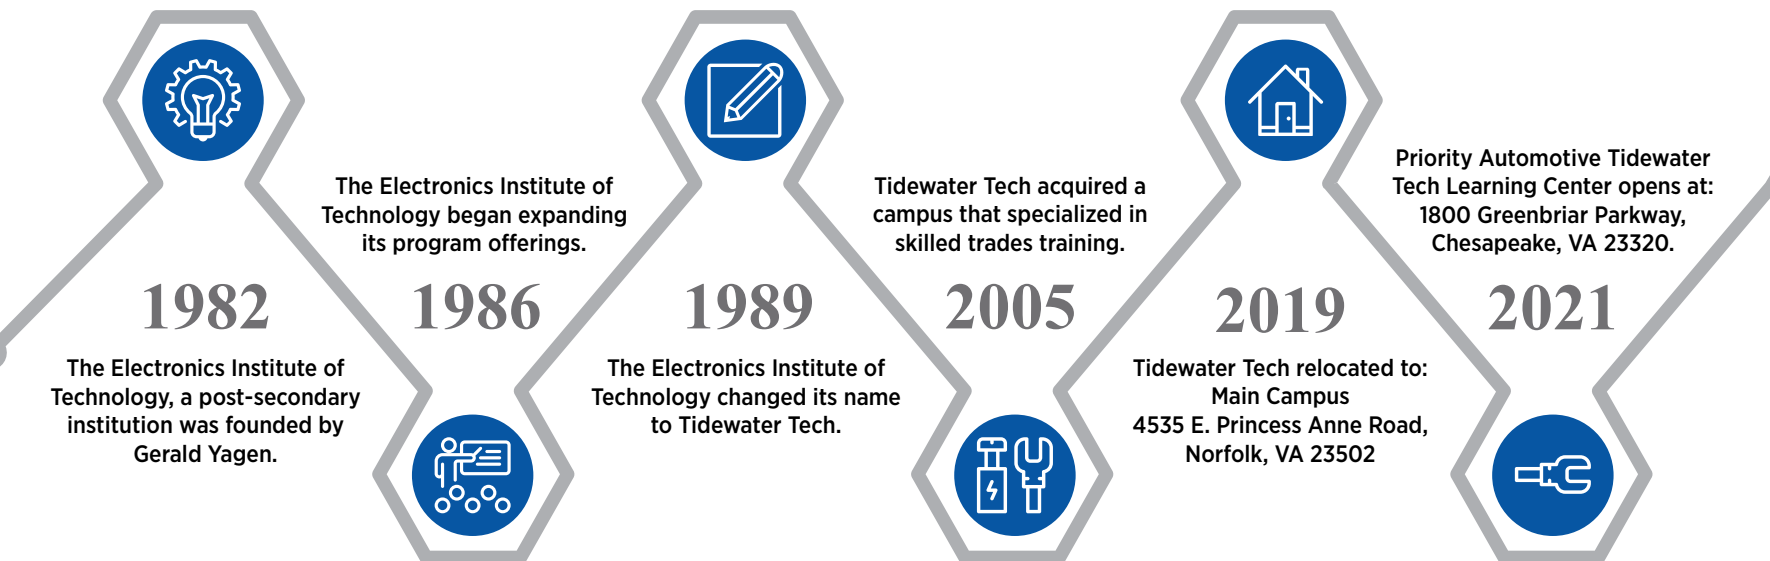 1982
The Electronics Institute of
Technology, a post-secondary
institution was founded by
Gerald Yagen.
The Electronics Institute of
Technology began expanding
its program offerings.
1986
1989
The Electronics Institute of
Technology changed its name
to Tidewater Tech.
Tidewater Tech acquired a
campus that specialized in
skilled trades training.
2005
2019
Tidewater Tech relocated to:
Main Campus
4535 E. Princess Anne Road,
Norfolk, VA 23502
Priority Automotive Tidewater
Tech Learning Center opens at:
1800 Greenbriar Parkway,
Chesapeake, VA 23320.
2021